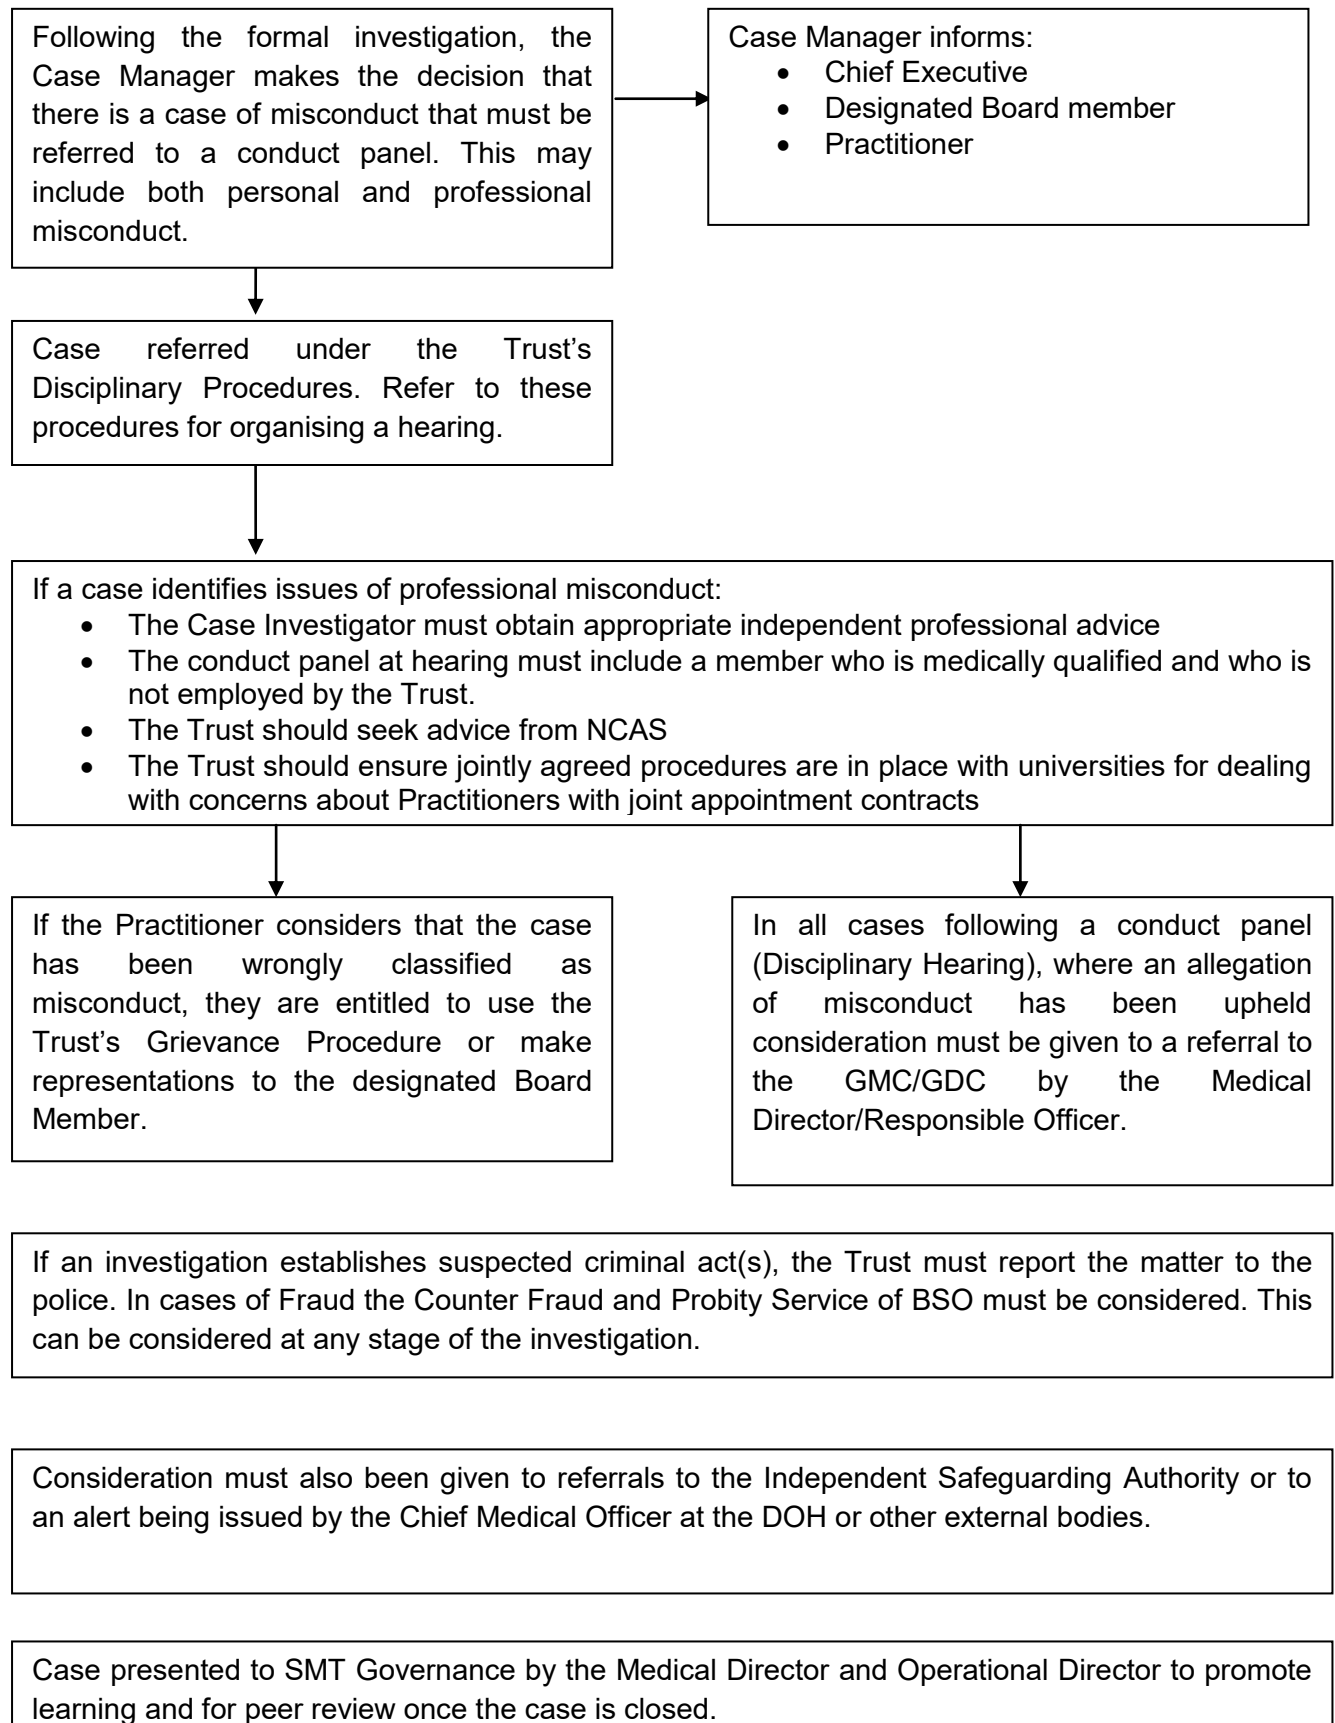 Following the formal investigation, the
Case Manager makes the decision that
there is a case of misconduct that must be
referred to a conduct panel. This may
include both personal and professional
misconduct.
Case Manager informs:
• Chief Executive
• Designated Board member
• Practitioner
Case referred under the Trust’s
Disciplinary Procedures. Refer to these
procedures for organising a hearing.
If a case identifies issues of professional misconduct:
• The Case Investigator must obtain appropriate independent professional advice
• The conduct panel at hearing must include a member who is medically qualified and who is
not employed by the Trust.
• The Trust should seek advice from NCAS
• The Trust should ensure jointly agreed procedures are in place with universities for dealing
with concerns about Practitioners with joint appointment contracts
If the Practitioner considers that the case
has been wrongly classified as
misconduct, they are entitled to use the
Trust’s Grievance Procedure or make
representations to the designated Board
Member.
In all cases following a conduct panel
(Disciplinary Hearing), where an allegation
of misconduct has been upheld
consideration must be given to a referral to
the GMC/GDC by the Medical
Director/Responsible Officer.
If an investigation establishes suspected criminal act(s), the Trust must report the matter to the
police. In cases of Fraud the Counter Fraud and Probity Service of BSO must be considered. This
can be considered at any stage of the investigation.
Consideration must also been given to referrals to the Independent Safeguarding Authority or to
an alert being issued by the Chief Medical Officer at the DOH or other external bodies.
Case presented to SMT Governance by the Medical Director and Operational Director to promote
learning and for peer review once the case is closed.